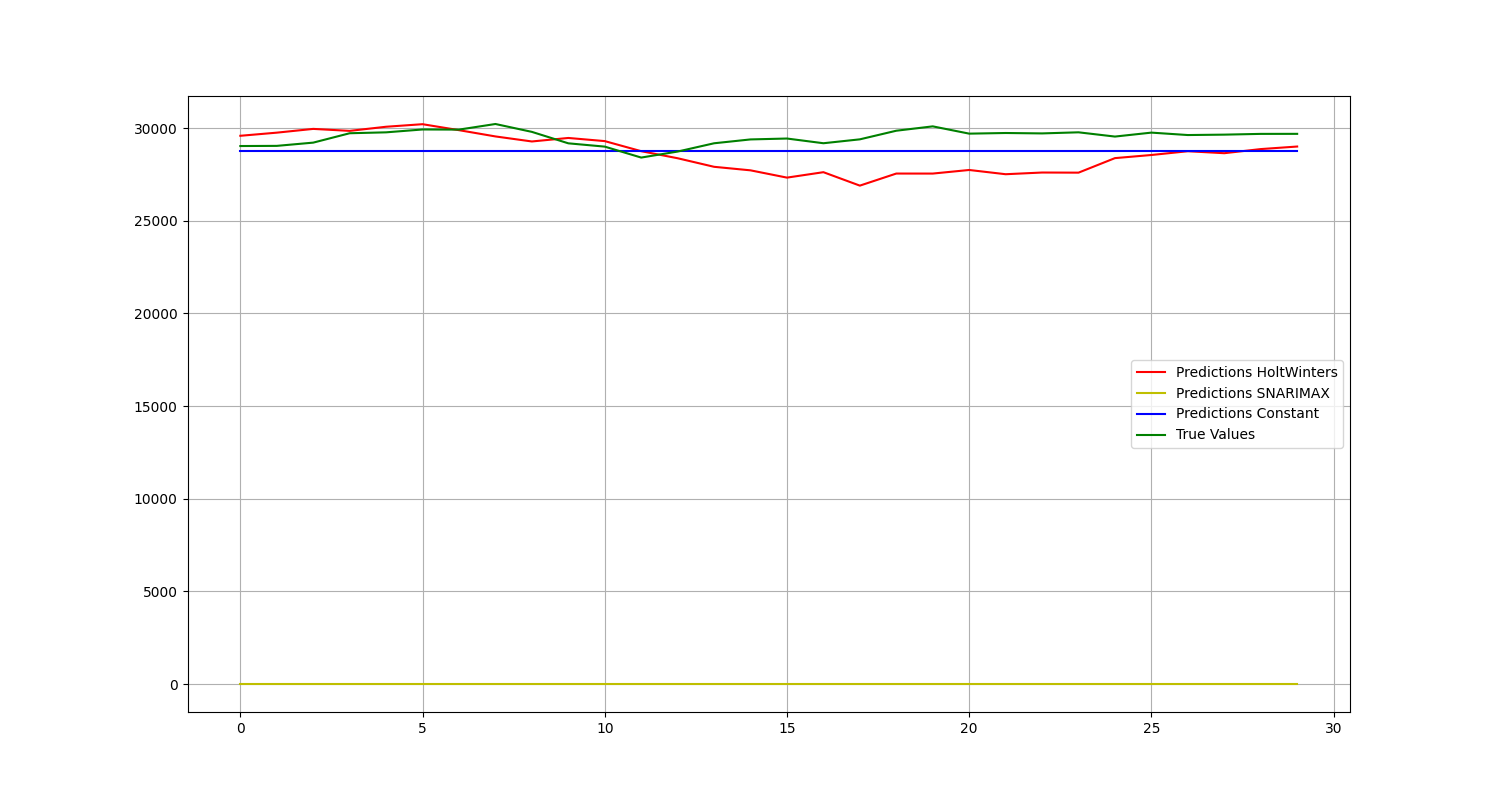 30000
25000
20000
15000
10000
5000
0
0 5 10 15 20 25 30
Predictions HoltWinters
Predictions SNARIMAX
Predictions Constant
True Values